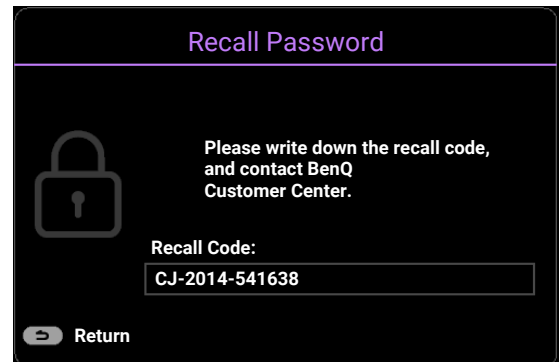 Recall Password
Please write down the recall code,
and contact BenQ
Customer Center.
Recall Code:
CJ-2014-541638
Return